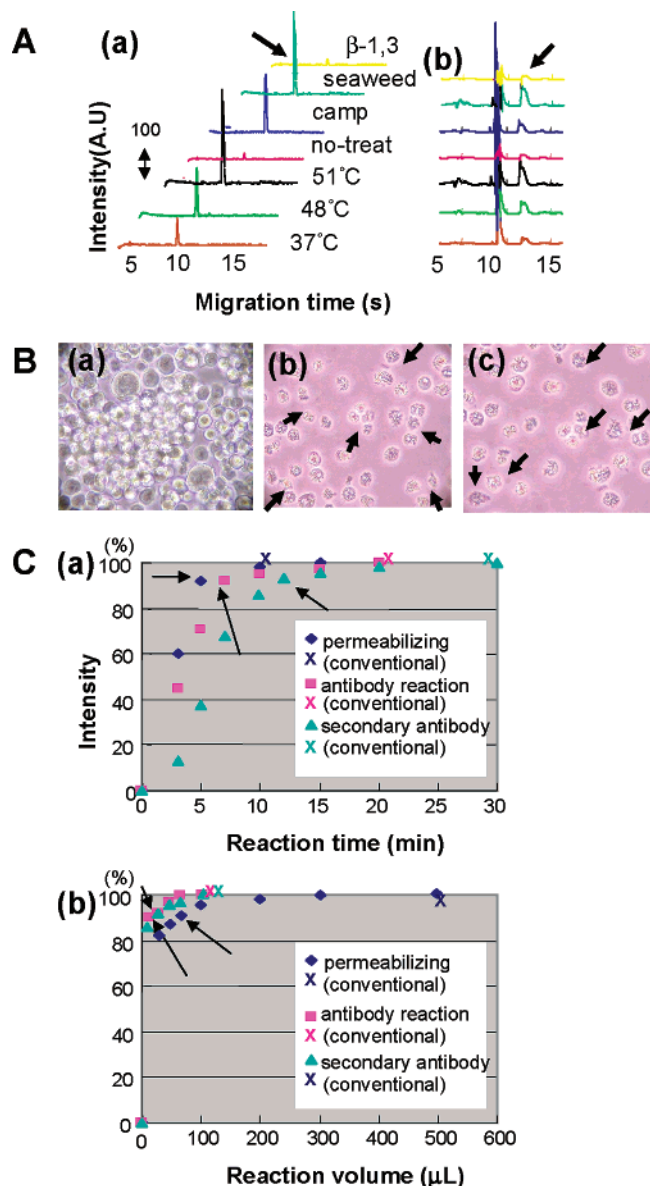 A
(a)
β-1,3
seaweed
camp
no-treat
51°C
48°C
37°C
100
Intensity(A.U)
5 10 15
(b)
5 10 15
Migration time (s)
B
(a)
(b)
(c)
C
(a)
(%)
100
80
60
40
20
0
Intensity
permeabilizing
X (conventional)
antibody reaction
X (conventional)
secondary antibody
X (conventional)
0 5 10 15 20 25 30
Reaction time (min)
(b)
(%)
100
80
60
40
20
0
permeabilizing
X (conventional)
antibody reaction
X (conventional)
secondary antibody
X (conventional)
0 100 200 300 400 500 600
Reaction volume (μL)